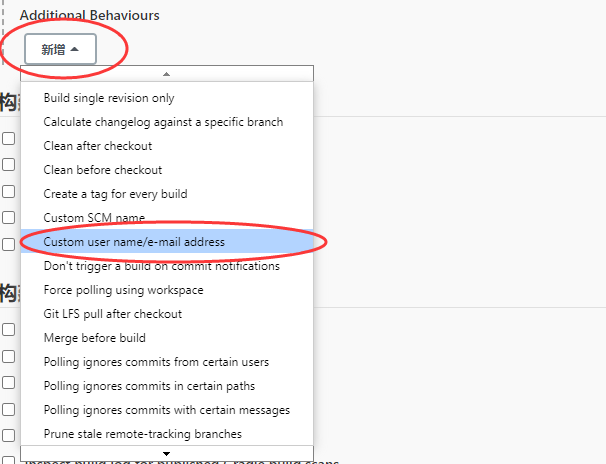 Additional Behaviours
新增
Build single revision only
Calculate changelog against a specific branch
Clean after checkout
Clean before checkout
Create a tag for every build
Custom SCM name
Custom user name/e-mail address
Don't trigger a build on commit notifications
Force polling using workspace
Git LFS pull after checkout
Merge before build
Polling ignores commits from certain users
Polling ignores commits in certain paths
Polling ignores commits with certain messages
Prune stale remote-tracking branches